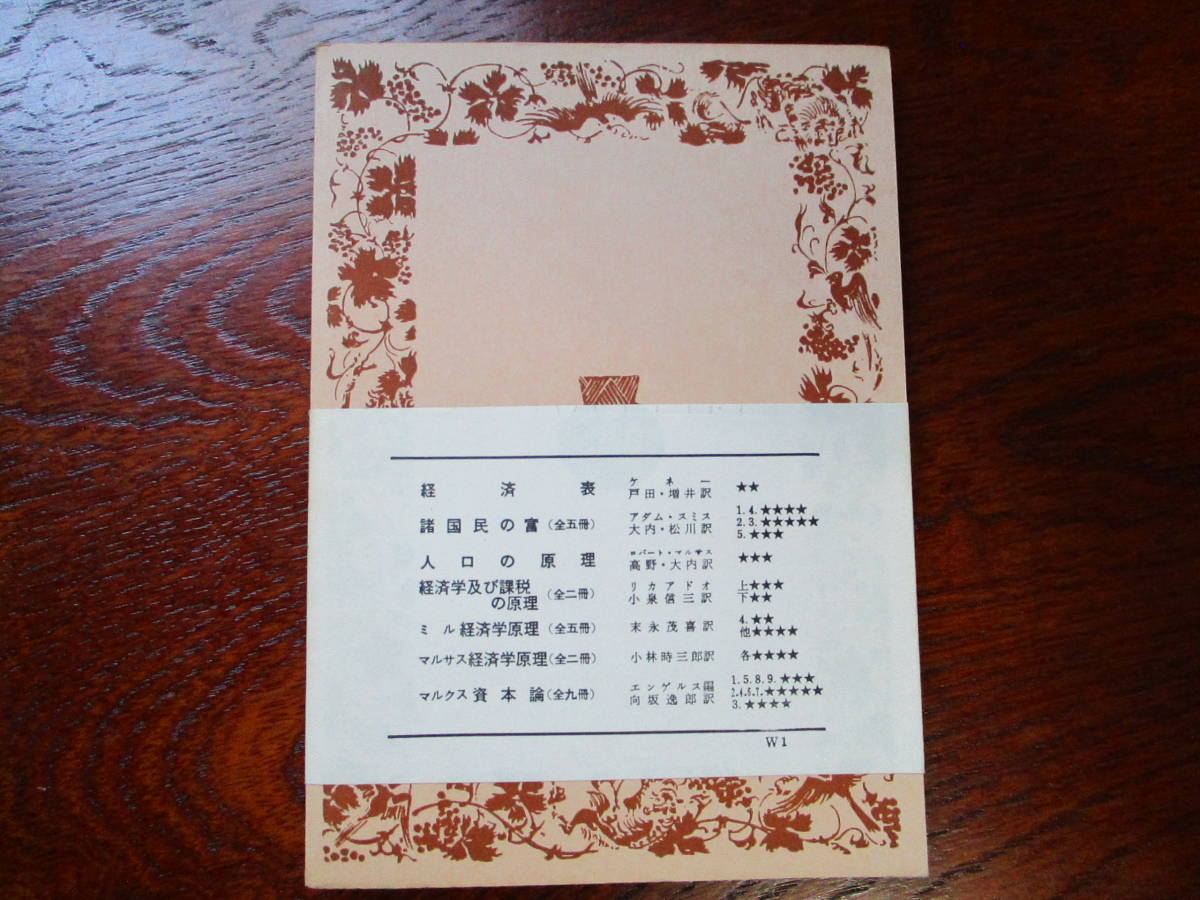 経済表 ケネー 戸田・増井訳 ★★
諸国民の富(全五冊) アダム・スミス 大内・松川訳 1.4.★★★★ 2.3.★★★★★ 5.★★★
人口の原理 ロバート・マルサス 高野・大内訳 ★★★
経済学及び課税の原理(全二冊) リカアドオ 小泉信三訳 上★★★ 下★★
ミル 経済学原理(全五冊) 末永茂喜訳 4.★★ 他★★★★
マルサス 経済学原理(全二冊) 小林時三郎訳 各★★★★
マルクス 資本論(全九冊) エンゲルス編 向坂逸郎訳 1.5.8.9.★★★ 2.4.6.7.★★★★★ 3.★★★★
W1